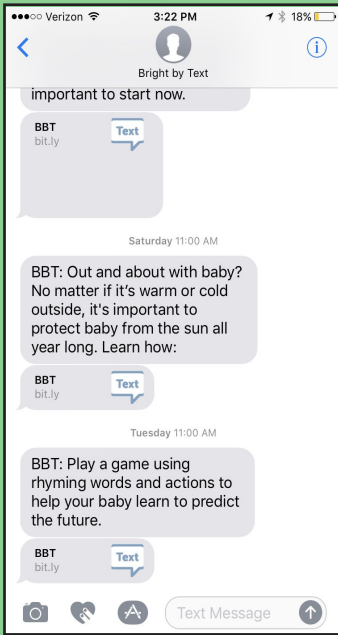 Verizon 3:22 PM 18%
Bright by Text
important to start now.
BBT
bit.ly
Text
Saturday 11:00 AM
BBT: Out and about with baby?
No matter if it’s warm or cold
outside, it's important to
protect baby from the sun all
year long. Learn how:
BBT
bit.ly
Text
Tuesday 11:00 AM
BBT: Play a game using
rhyming words and actions to
help your baby learn to predict
the future.
BBT
bit.ly
Text
Text Message